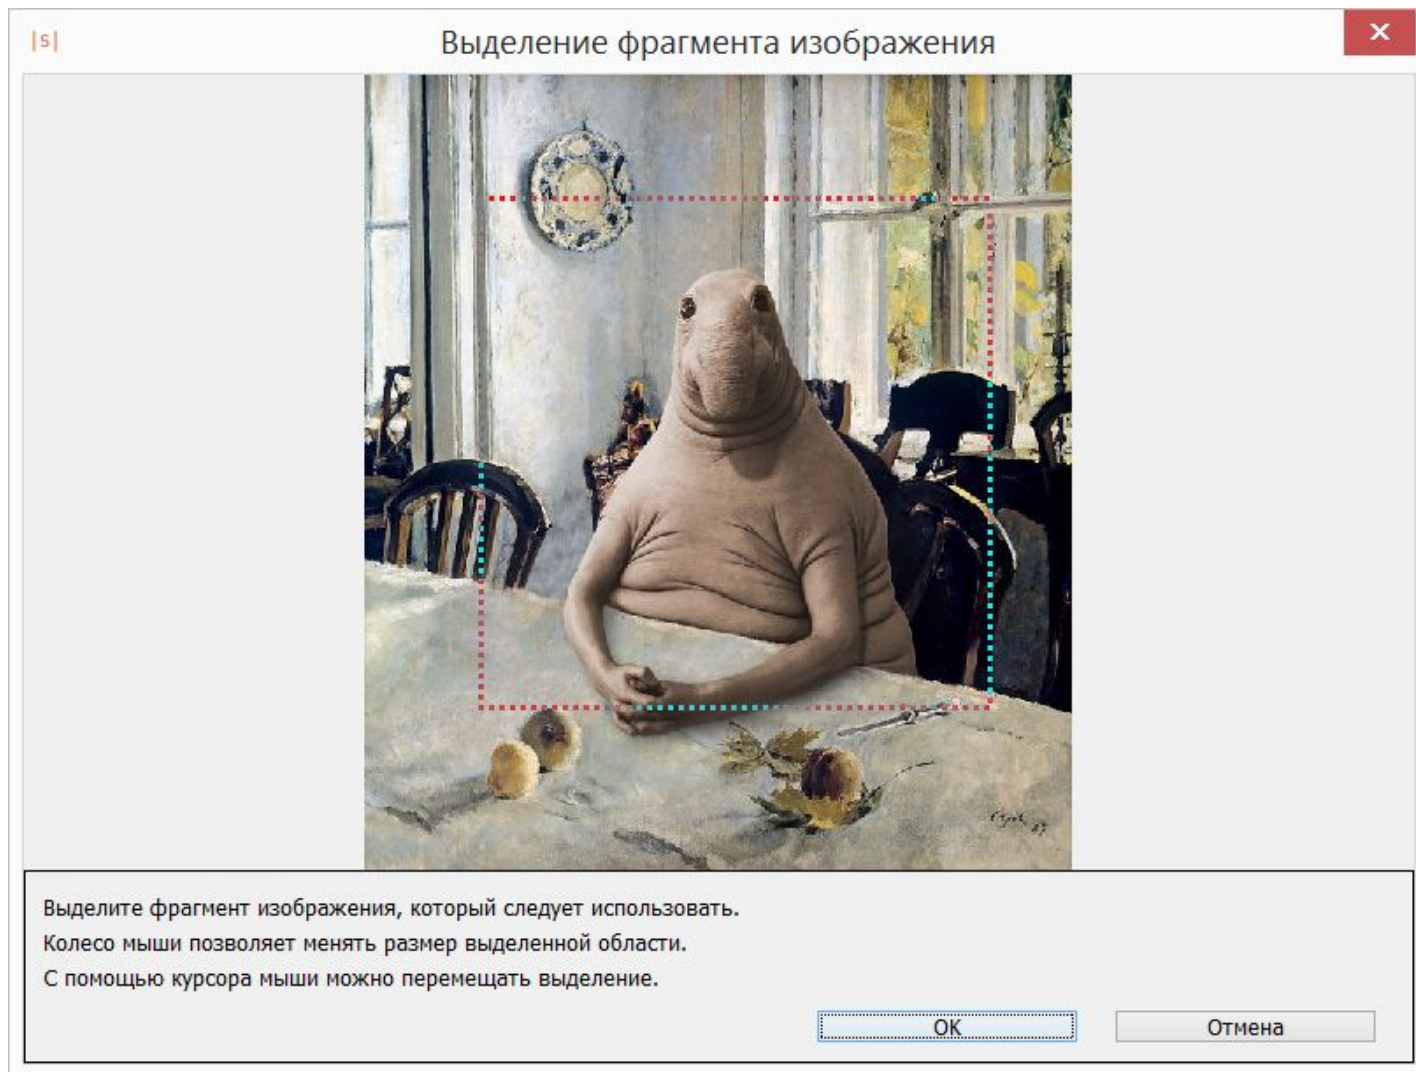 |s|
Выделение фрагмента изображения
Выделите фрагмент изображения, который следует использовать.
Колесо мыши позволяет менять размер выделенной области.
С помощью курсора мыши можно перемещать выделение.
OK
Отмена